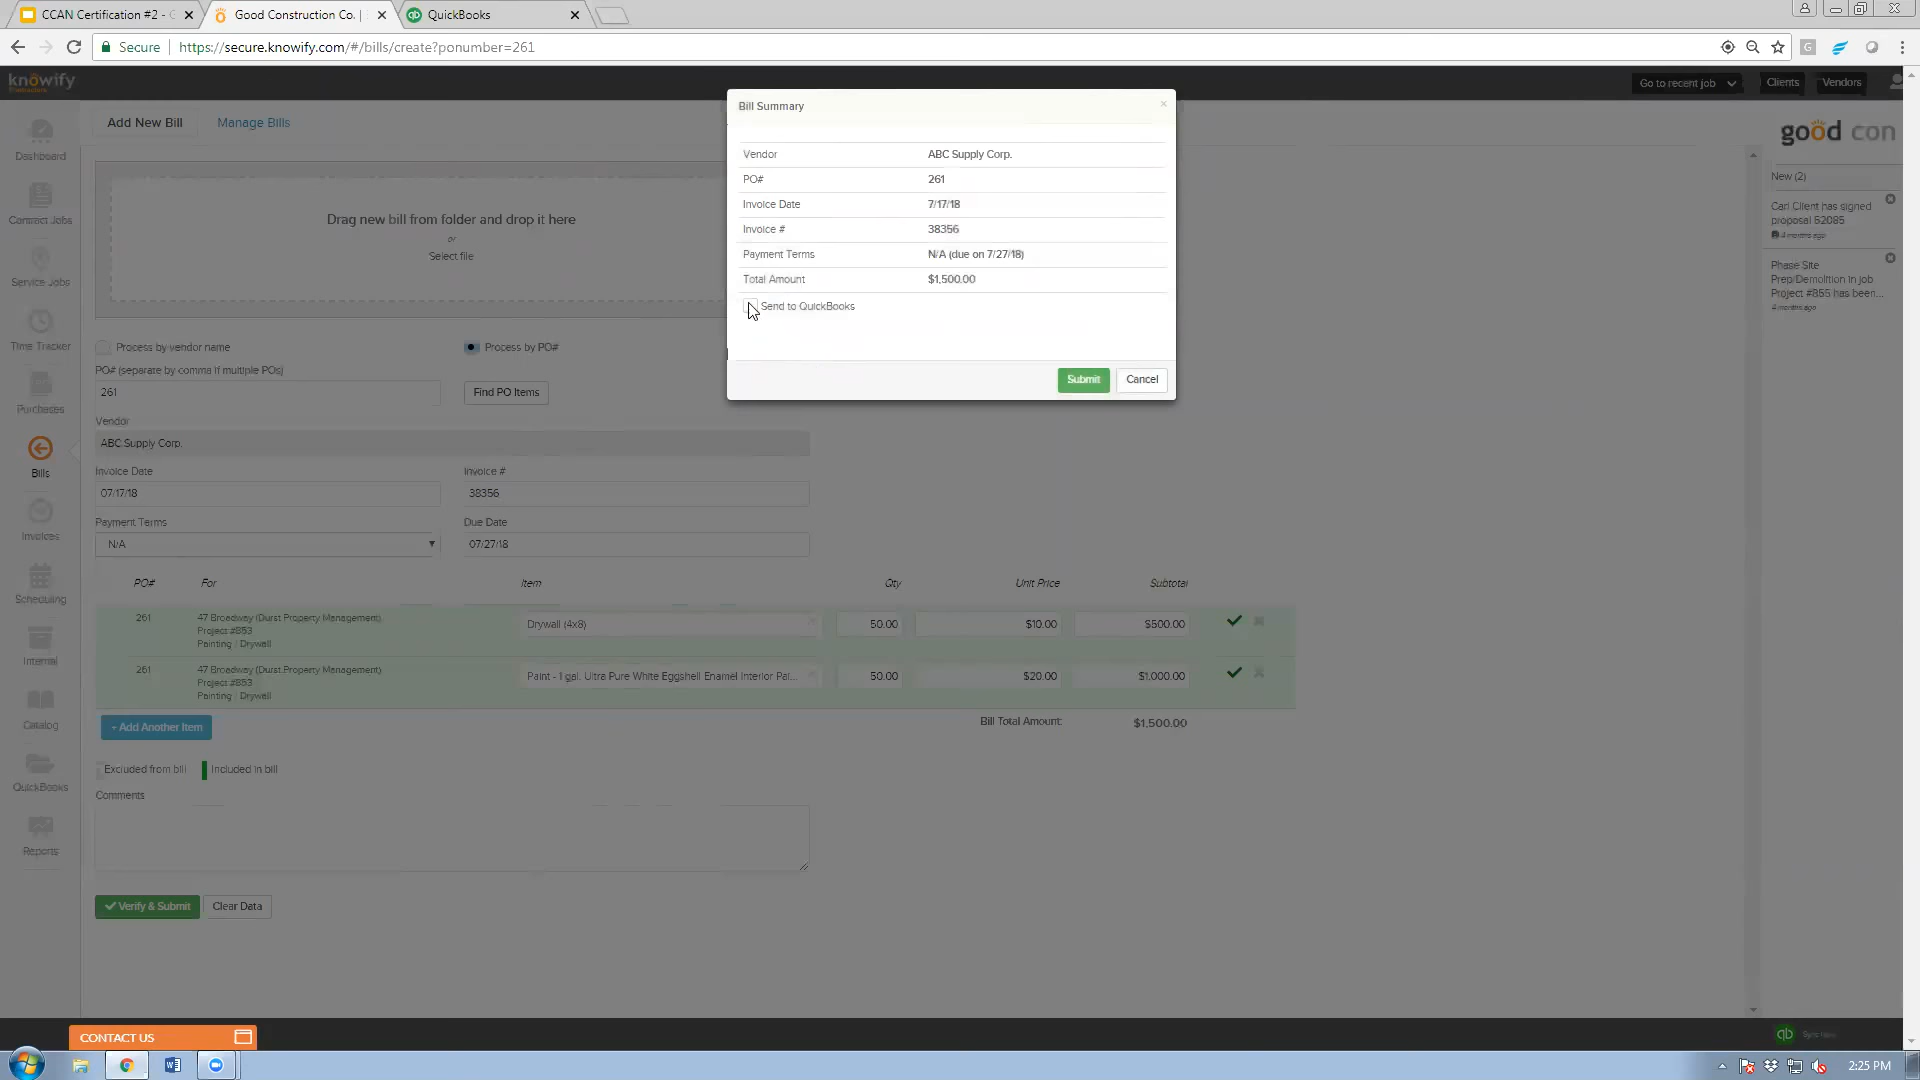 CCAN Certification #2 - G
Good Construction Co. |
QuickBooks
Secure
https://secure.knowify.com/#/bills/create?ponumber=261
knowify
Go to recent job
Clients
Vendors
Add New Bill
Manage Bills
good con
Dashboard
Contract Jobs
Service Jobs
Time Tracker
Purchases
Bills
Invoices
Scheduling
Internal
Catalog
QuickBooks
Reports
Drag new bill from folder and drop it here
or
Select file
Bill Summary
Vendor ABC Supply Corp.
PO# 261
Invoice Date 7/17/18
Invoice # 38356
Payment Terms N/A (due on 7/27/18)
Total Amount $1,500.00
Send to QuickBooks
Submit
Cancel
New (2)
Carl Client has signed
proposal 62085
4 months ago
Phase Site
Prep/Demolition in job
Project #855 has been...
4 months ago
Process by vendor name
Process by PO#
PO# (separate by comma if multiple POs)
261
Find PO Items
Vendor
ABC Supply Corp.
Invoice Date
Invoice #
07/17/18
38356
Payment Terms
Due Date
N/A
07/27/18
PO# For Item Qty Unit Price Subtotal
261
47 Broadway (Durst Property Management)
Project #853
Painting / Drywall
Drywall (4x8)
50.00
$10.00
$500.00
261
47 Broadway (Durst Property Management)
Project #853
Painting / Drywall
Paint - 1 gal. Ultra Pure White Eggshell Enamel Interior Pai...
50.00
$20.00
$1,000.00
+ Add Another Item
Bill Total Amount:
$1,500.00
Excluded from bill
Included in bill
Comments
Verify & Submit
Clear Data
CONTACT US
Sync Now
2:25 PM